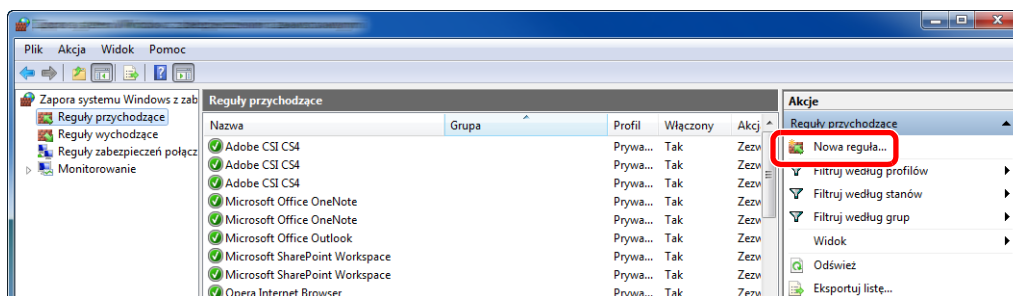 Plik Akcja Widok Pomoc
Zapora systemu Windows z zab
Reguły przychodzące
Reguły wychodzące
Reguły zabezpieczeń połącz
Monitorowanie
Reguły przychodzące
Nazwa Grupa Profil Włączony Akcj
Adobe CSI CS4 Prywa... Tak Zezw
Adobe CSI CS4 Prywa... Tak Zezw
Adobe CSI CS4 Prywa... Tak Zezw
Microsoft Office OneNote Prywa... Tak Zezw
Microsoft Office OneNote Prywa... Tak Zezw
Microsoft Office Outlook Prywa... Tak Zezw
Microsoft SharePoint Workspace Prywa... Tak Zezw
Microsoft SharePoint Workspace Prywa... Tak Zezw
Opera Internet Browser Prywa... Tak Zezw
Akcje
Reguły przychodzące
Nowa reguła...
Filtruj według profilów
Filtruj według stanów
Filtruj według grup
Widok
Odśwież
Eksportuj listę...